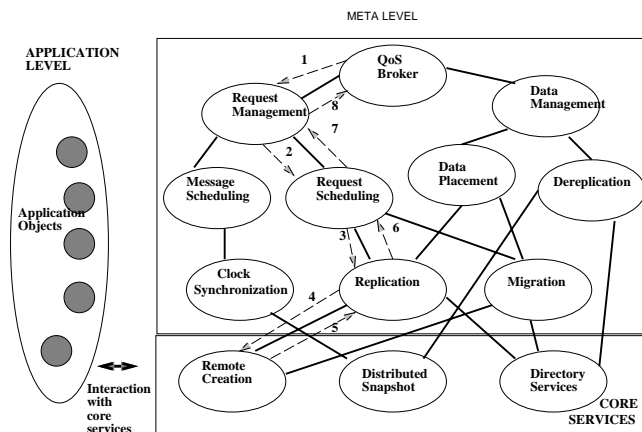 META LEVEL
APPLICATION
LEVEL
1
QoS
Broker
Request
Management
8
Data
Management
7
2
Message
Scheduling
Request
Scheduling
Data
Placement
Dereplication
Application
Objects
3
6
Clock
Synchronization
4
Replication
Migration
5
Remote
Creation
Distributed
Snapshot
Directory
Services
Interaction
with
core
services
CORE
SERVICES